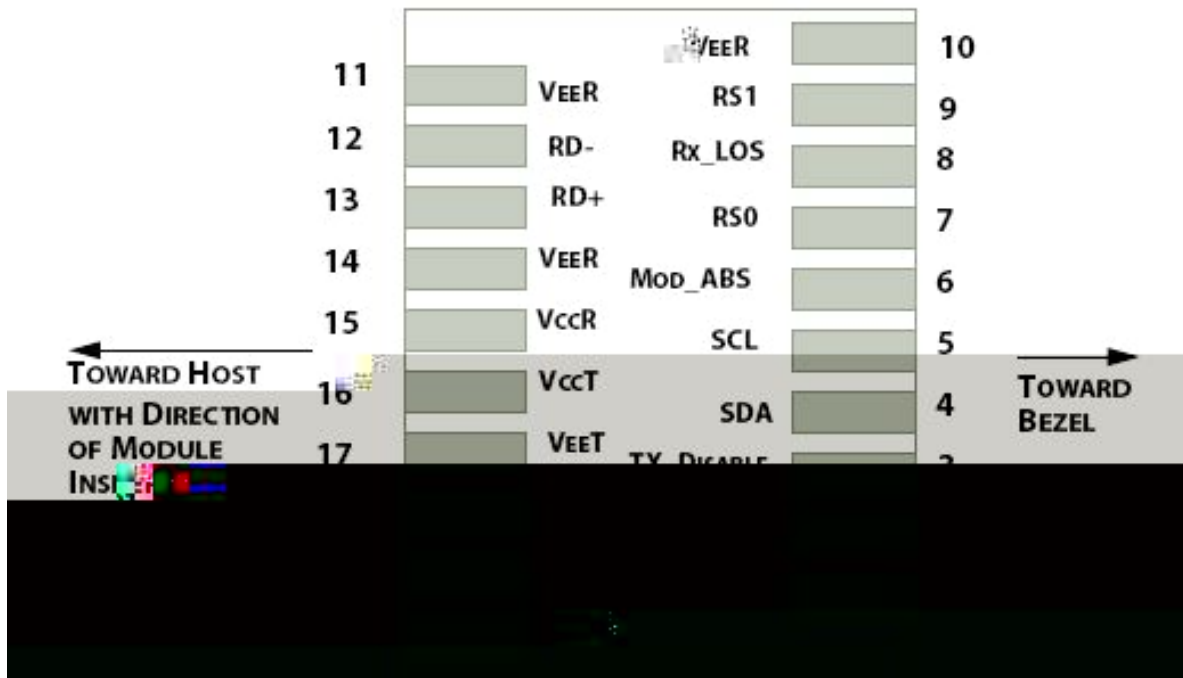 VEER 10
11 VEER RS1 9
12 RD- RX_LOS 8
13 RD+ RS0 7
14 VEER MOD_ABS 6
15 VCCR SCL 5
TOWARD HOST
WITH DIRECTION
OF MODULE
16 VCCT SDA 4
17 VEET TX_DISABLE
TOWARD
BEZEL